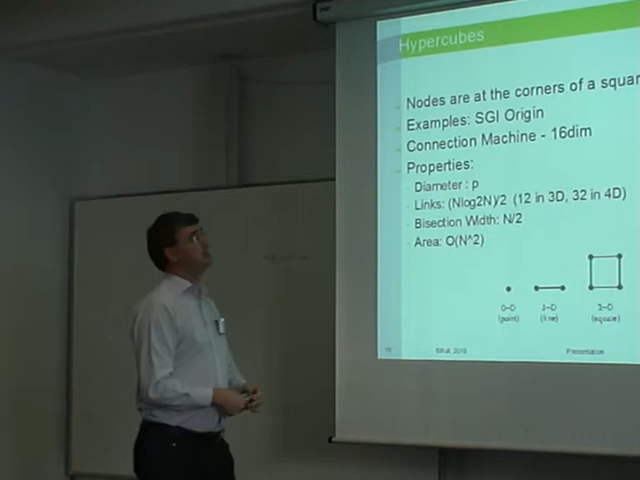 Hypercubes
Nodes are at the corners of a squar
Examples: SGI Origin
Connection Machine - 16dim
Properties:
Diameter : p
Links: (Nlog2N)/2 (12 in 3D, 32 in 4D)
Bisection Width: N/2
Area: O(N^2)
0-D 1-D 2-D
(point) (line) (square)
Presentation